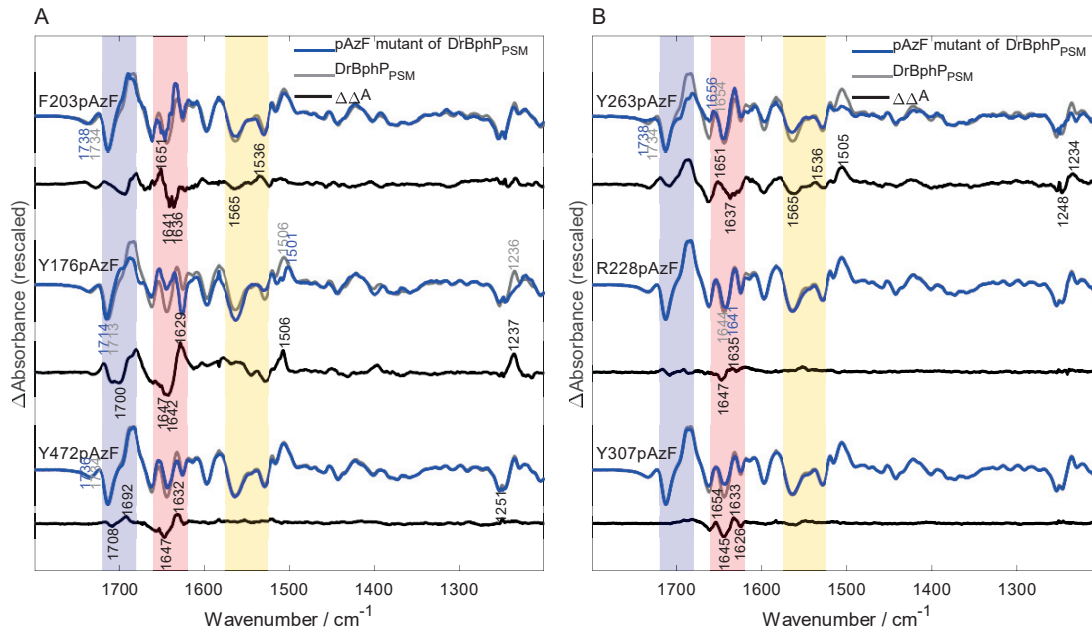 A
pAzF mutant of DrBphP_PSM
DrBphP_PSM
ΔΔA
F203pAzF
1738
1734
1651
1641
1636
1565
1536
Y176pAzF
1506
1501
1236
1714
1713
1700
1629
1647
1642
1506
1237
Y472pAzF
1736
1734
1708
1692
1647
1632
1251
ΔAbsorbance (rescaled)
1700 1600 1500 1400 1300
Wavenumber / cm⁻¹
B
pAzF mutant of DrBphP_PSM
DrBphP_PSM
ΔΔA
Y263pAzF
1738
1734
1656
1654
1651
1637
1565
1536
1505
1248
1234
R228pAzF
1644
1641
1647
1635
Y307pAzF
1654
1645
1633
1626
ΔAbsorbance (rescaled)
1700 1600 1500 1400 1300
Wavenumber / cm⁻¹